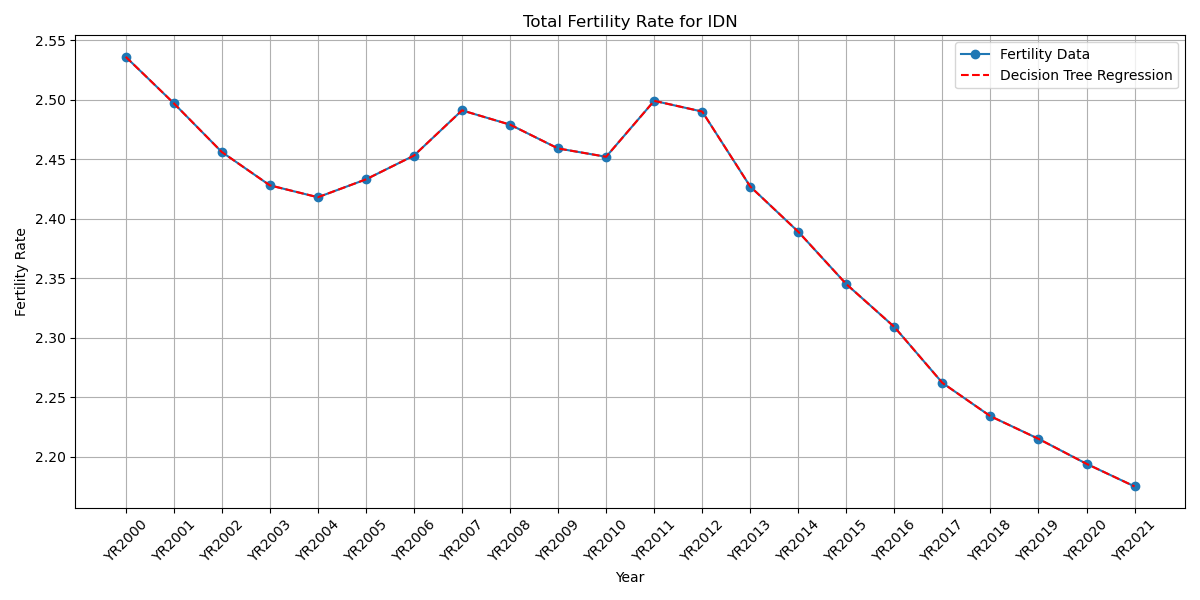 Total Fertility Rate for IDN
Fertility Data
Decision Tree Regression
Fertility Rate
2.55
2.50
2.45
2.40
2.35
2.30
2.25
2.20
YR2000
YR2001
YR2002
YR2003
YR2004
YR2005
YR2006
YR2007
YR2008
YR2009
YR2010
YR2011
YR2012
YR2013
YR2014
YR2015
YR2016
YR2017
YR2018
YR2019
YR2020
YR2021
Year